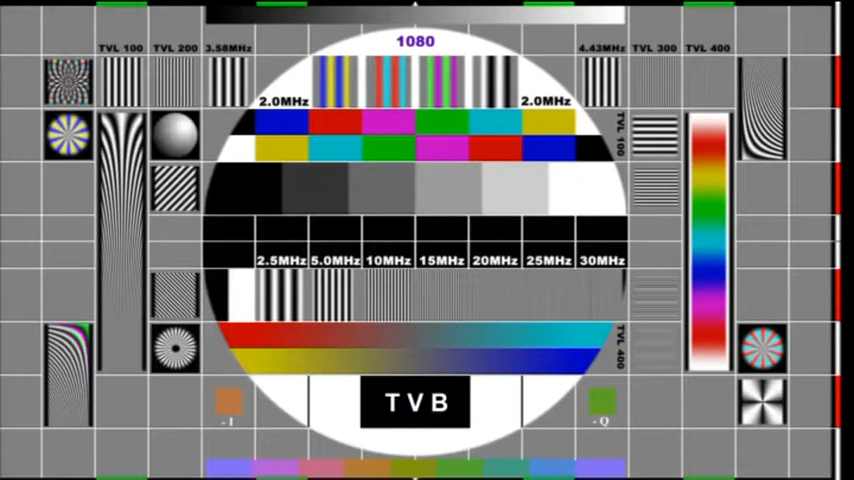 1080
TVL 100 TVL 200 3.58MHz 4.43MHz TVL 300 TVL 400
2.0MHz 2.0MHz
TVL 100
2.5MHz 5.0MHz 10MHz 15MHz 20MHz 25MHz 30MHz
TVL 400
TVB
-I -Q